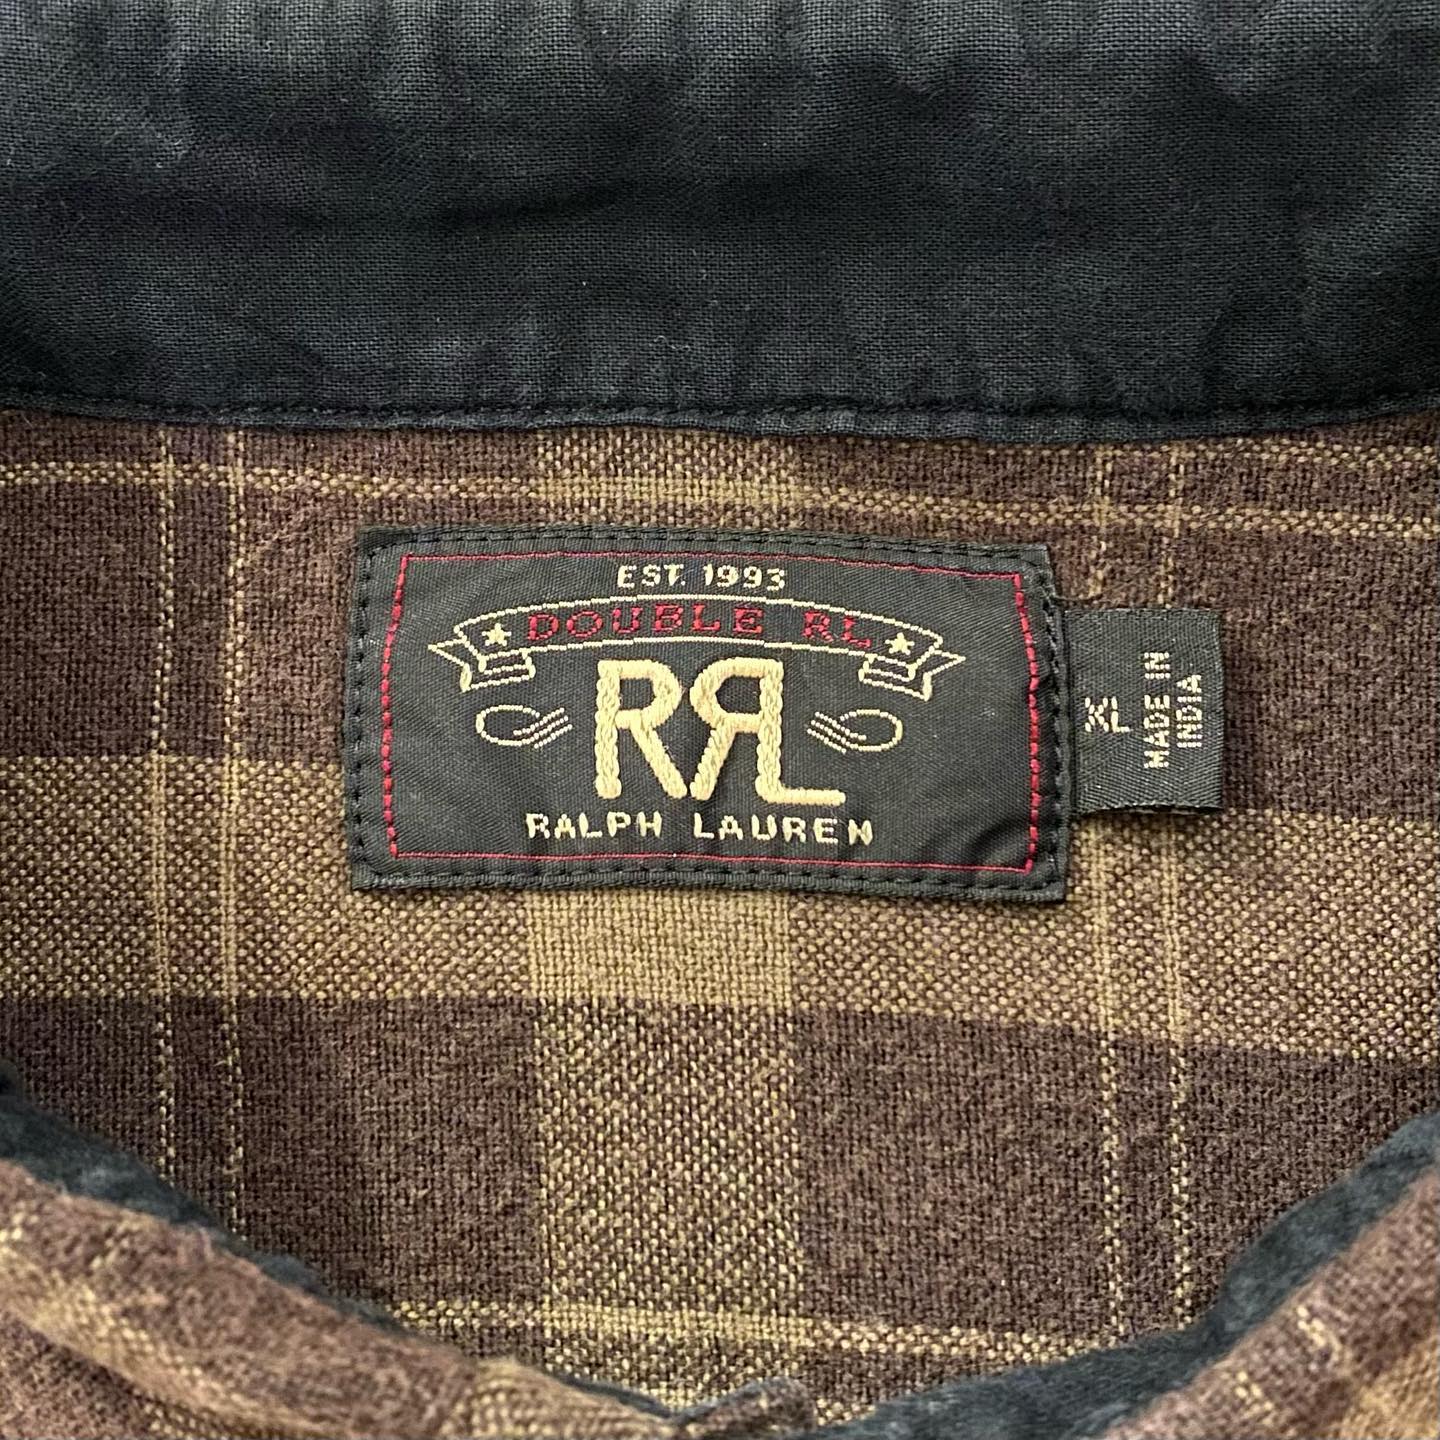 EST. 1993
DOUBLE RL
RRL
RALPH LAUREN
XL
MADE IN
INDIA